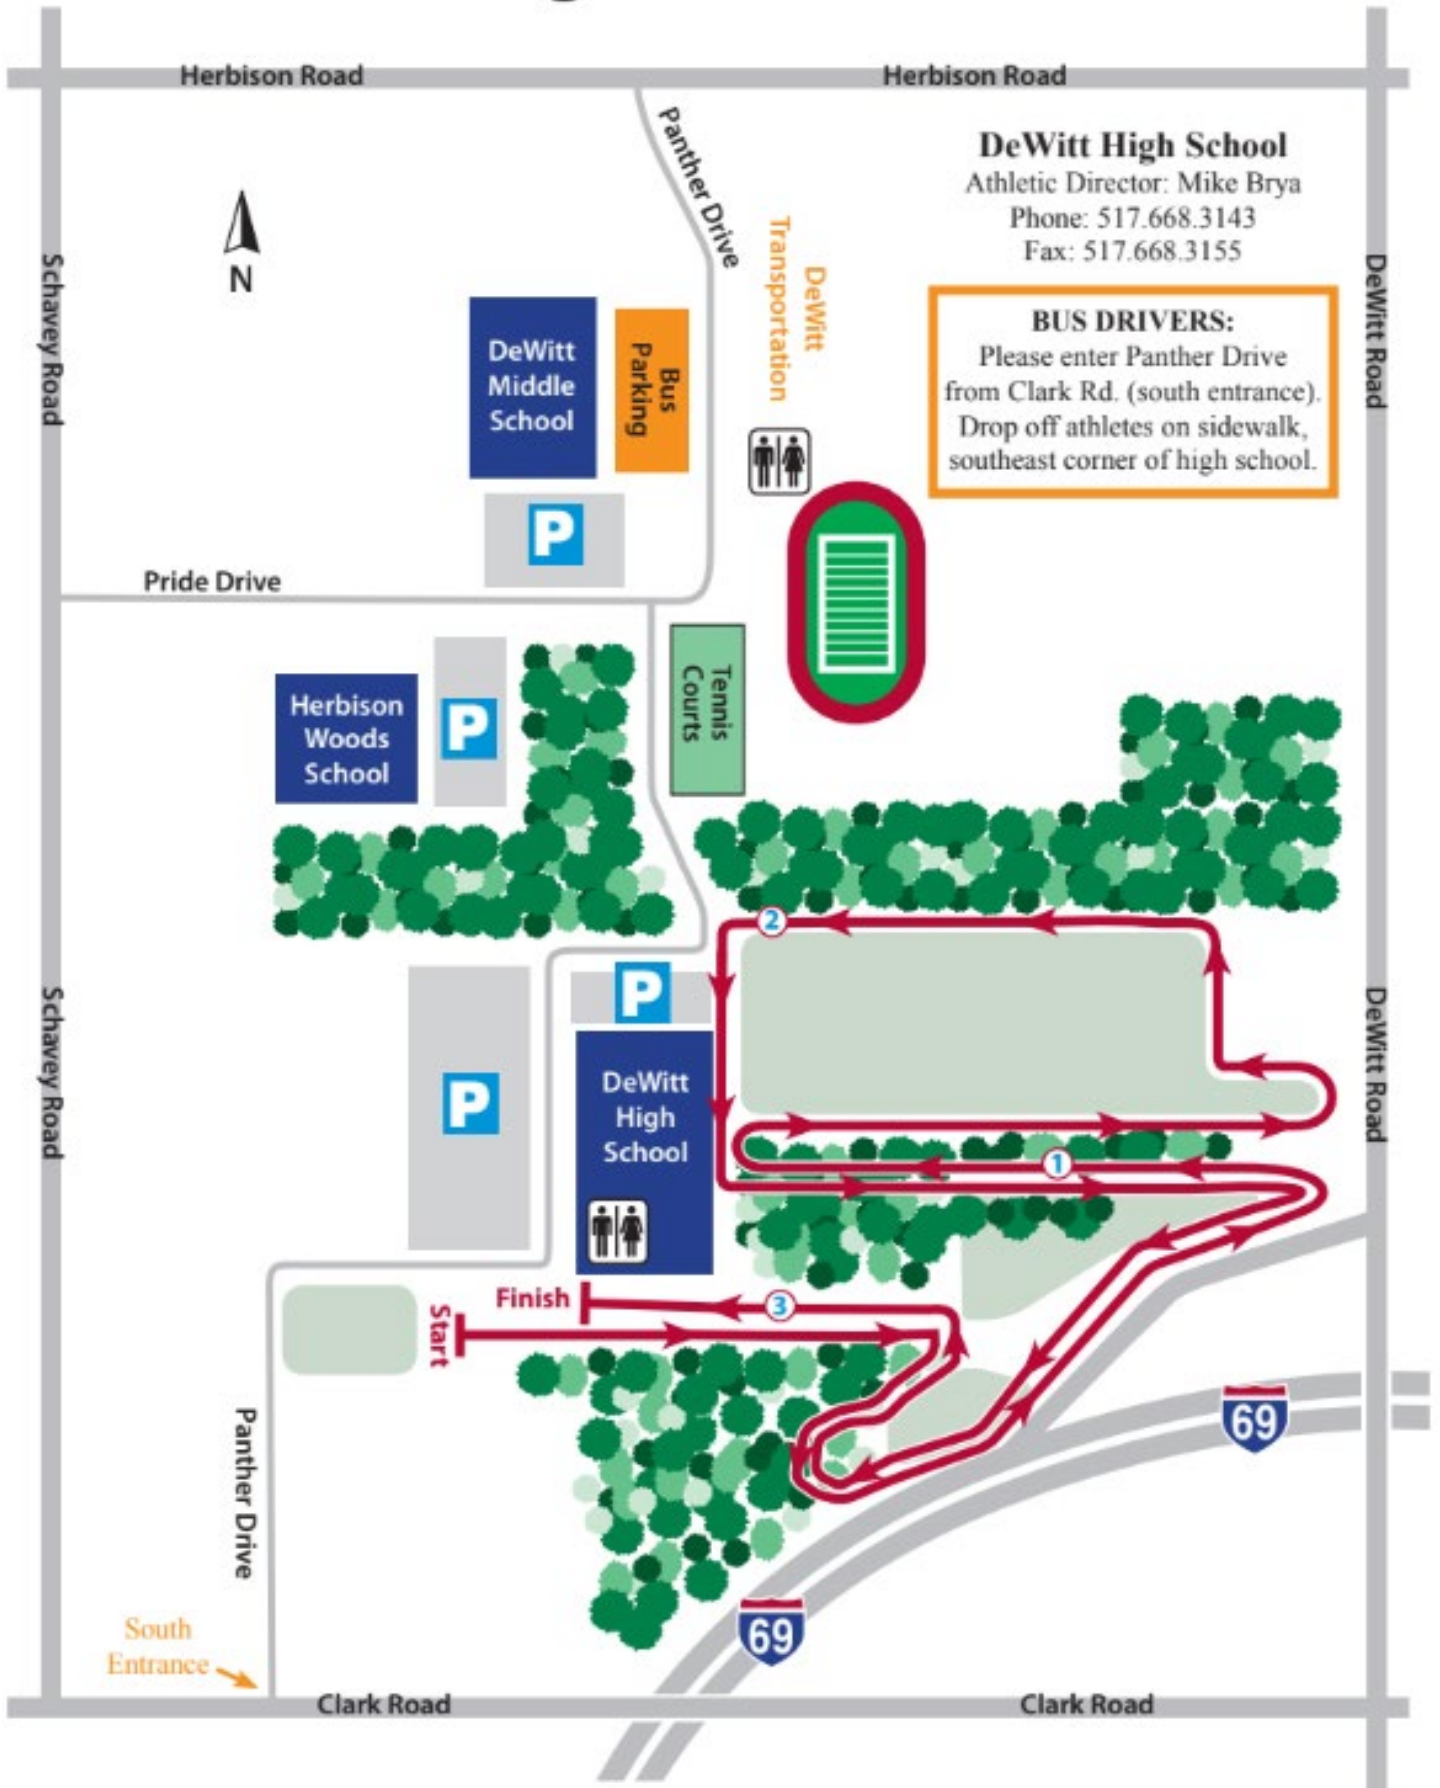 Herbison Road
Herbison Road
Panther Drive
DeWitt High School
Athletic Director: Mike Brya
Phone: 517.668.3143
Fax: 517.668.3155
N
Schavey Road
DeWitt
Transportation
DeWitt Road
BUS DRIVERS:
Please enter Panther Drive
from Clark Rd. (south entrance).
Drop off athletes on sidewalk,
southeast corner of high school.
DeWitt
Middle
School
Bus
Parking
P
Pride Drive
Herbison
Woods
School
P
Tennis
Courts
2
P
Schavey Road
P
DeWitt
High
School
DeWitt Road
1
Finish
3
Start
Panther Drive
69
69
South
Entrance
Clark Road
Clark Road